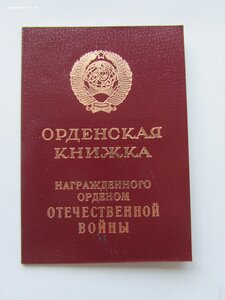 ОРДЕНСКАЯ
КНИЖКА
НАГРАЖДЕННОГО
ОРДЕНОМ
ОТЕЧЕСТВЕННОЙ
ВОЙНЫ